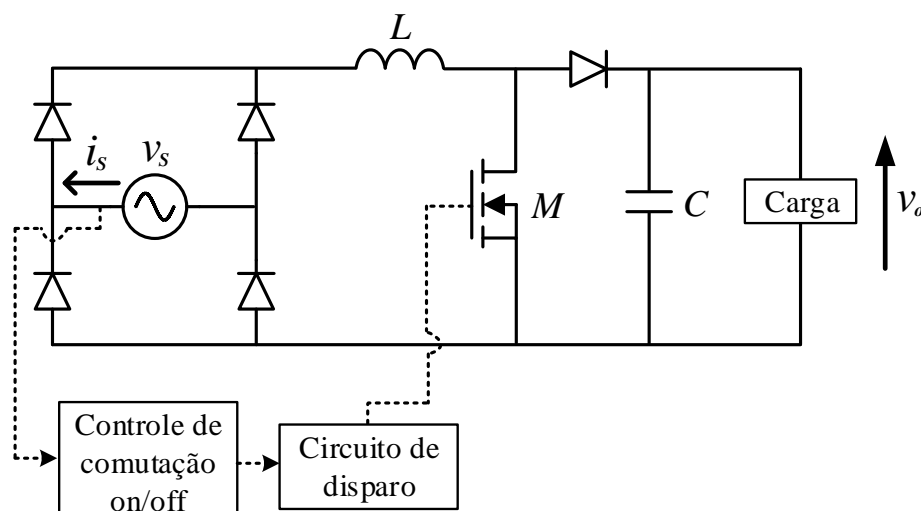 L
i_s
v_s
M
C
Carga
v_o
Controle de
comutação
on/off
Circuito de
disparo